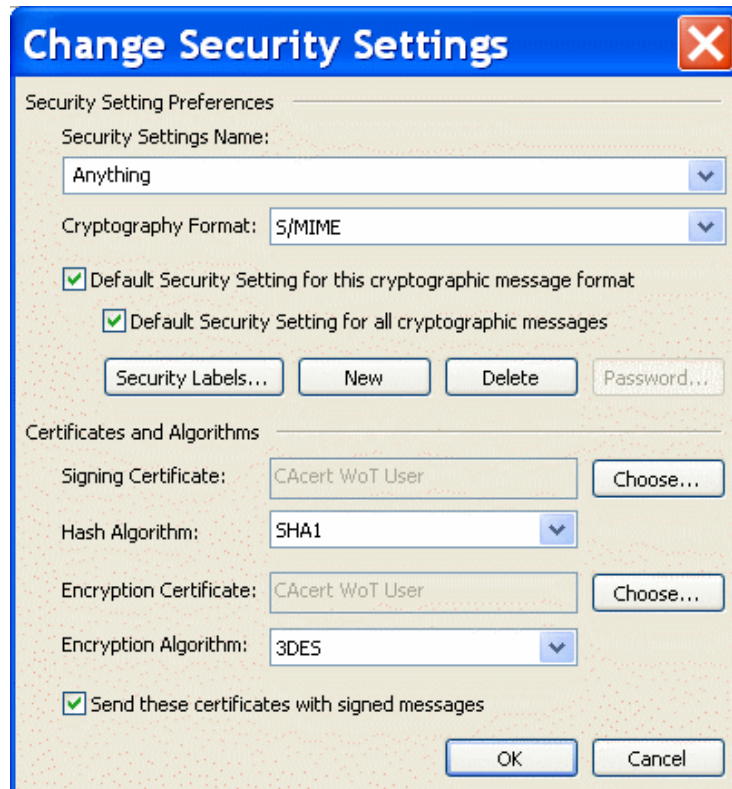 Change Security Settings
Security Setting Preferences
Security Settings Name:
Anything
Cryptography Format: S/MIME
Default Security Setting for this cryptographic message format
Default Security Setting for all cryptographic messages
Security Labels... New Delete Password...
Certificates and Algorithms
Signing Certificate: CAcert WoT User Choose...
Hash Algorithm: SHA1
Encryption Certificate: CAcert WoT User Choose...
Encryption Algorithm: 3DES
Send these certificates with signed messages
OK Cancel